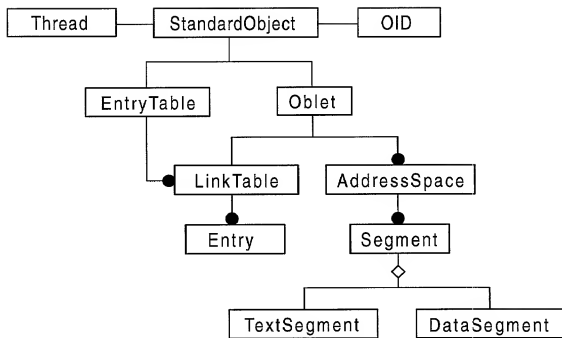 Thread StandardObject OID
EntryTable Oblet
LinkTable AddressSpace
Entry Segment
TextSegment DataSegment